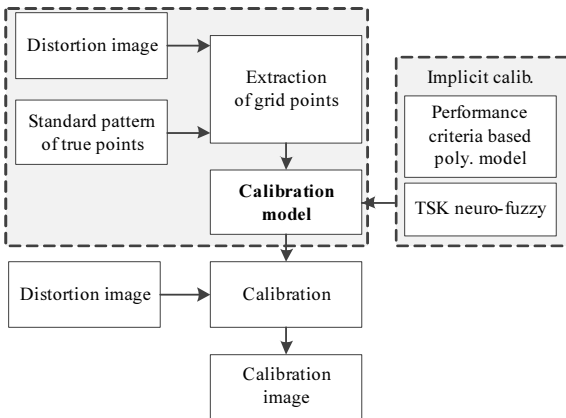 Distortion image
Extraction
of grid points
Standard pattern
of true points
Calibration
model
Implicit calib.
Performance
criteria based
poly. model
TSK neuro-fuzzy
Distortion image
Calibration
Calibration
image